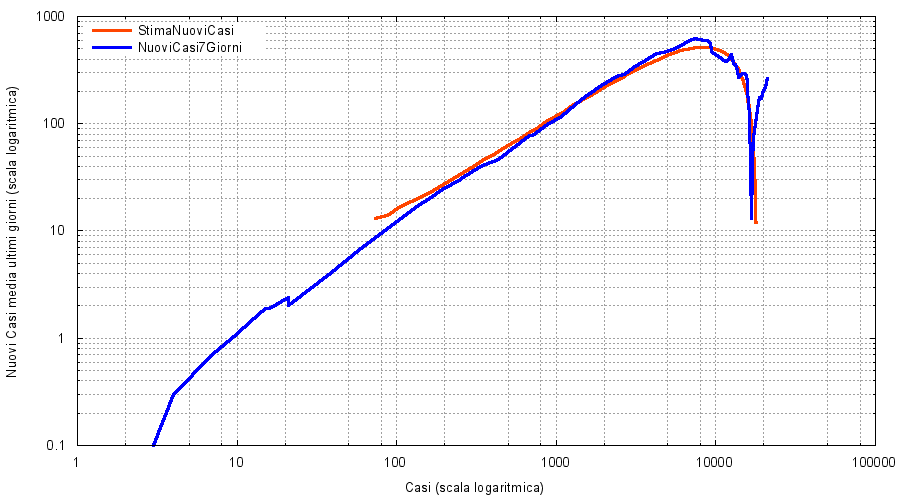 StimaNuoviCasi
NuoviCasi7Giorni
Nuovi Casi media ultimi giorni (scala logaritmica)
1000
100
10
1
0.1
1 10 100 1000 10000 100000
Casi (scala logaritmica)